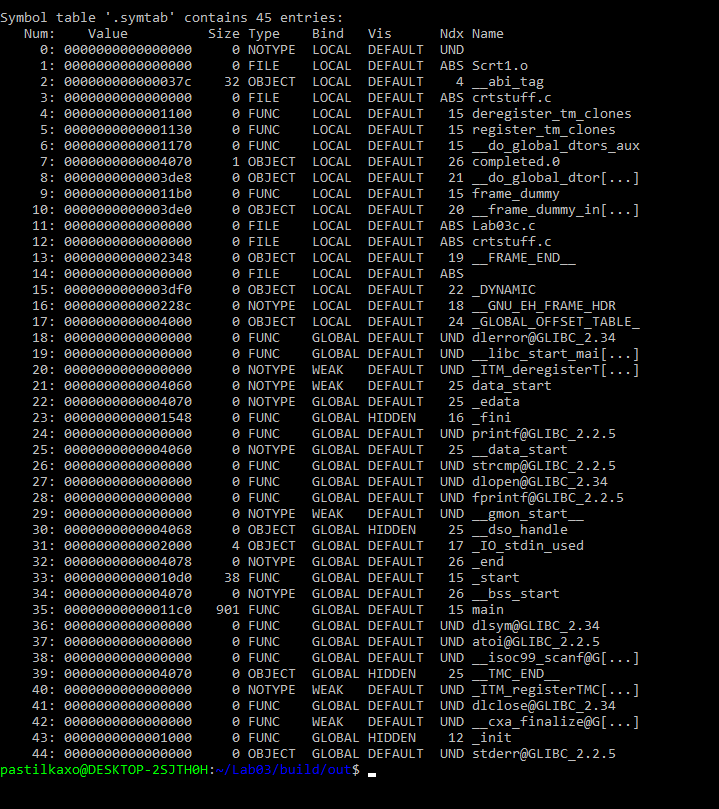 Symbol table '.symtab' contains 45 entries:
   Num:    Value          Size Type    Bind   Vis      Ndx Name
     0: 0000000000000000     0 NOTYPE  LOCAL  DEFAULT  UND
     1: 0000000000000000     0 FILE    LOCAL  DEFAULT  ABS Scrt1.o
     2: 000000000000037c    32 OBJECT  LOCAL  DEFAULT    4 __abi_tag
     3: 0000000000000000     0 FILE    LOCAL  DEFAULT  ABS crtstuff.c
     4: 0000000000001100     0 FUNC    LOCAL  DEFAULT   15 deregister_tm_clones
     5: 0000000000001130     0 FUNC    LOCAL  DEFAULT   15 register_tm_clones
     6: 0000000000001170     0 FUNC    LOCAL  DEFAULT   15 __do_global_dtors_aux
     7: 0000000000004070     1 OBJECT  LOCAL  DEFAULT   26 completed.0
     8: 0000000000003de8     0 OBJECT  LOCAL  DEFAULT   21 __do_global_dtor[...]
     9: 00000000000011b0     0 FUNC    LOCAL  DEFAULT   15 frame_dummy
    10: 0000000000003de0     0 OBJECT  LOCAL  DEFAULT   20 __frame_dummy_in[...]
    11: 0000000000000000     0 FILE    LOCAL  DEFAULT  ABS Lab03c.c
    12: 0000000000000000     0 FILE    LOCAL  DEFAULT  ABS crtstuff.c
    13: 0000000000002348     0 OBJECT  LOCAL  DEFAULT   19 __FRAME_END__
    14: 0000000000000000     0 FILE    LOCAL  DEFAULT  ABS
    15: 0000000000003df0     0 OBJECT  LOCAL  DEFAULT   22 _DYNAMIC
    16: 000000000000228c     0 NOTYPE  LOCAL  DEFAULT   18 __GNU_EH_FRAME_HDR
    17: 0000000000004000     0 OBJECT  LOCAL  DEFAULT   24 _GLOBAL_OFFSET_TABLE_
    18: 0000000000000000     0 FUNC    GLOBAL DEFAULT  UND dlerror@GLIBC_2.34
    19: 0000000000000000     0 FUNC    GLOBAL DEFAULT  UND __libc_start_mai[...]
    20: 0000000000000000     0 NOTYPE  WEAK   DEFAULT  UND _ITM_deregisterT[...]
    21: 0000000000004060     0 NOTYPE  WEAK   DEFAULT   25 data_start
    22: 0000000000004070     0 NOTYPE  GLOBAL DEFAULT   25 _edata
    23: 0000000000001548     0 FUNC    GLOBAL HIDDEN    16 _fini
    24: 0000000000000000     0 FUNC    GLOBAL DEFAULT  UND printf@GLIBC_2.2.5
    25: 0000000000004060     0 NOTYPE  GLOBAL DEFAULT   25 __data_start
    26: 0000000000000000     0 FUNC    GLOBAL DEFAULT  UND strcmp@GLIBC_2.2.5
    27: 0000000000000000     0 FUNC    GLOBAL DEFAULT  UND dlopen@GLIBC_2.34
    28: 0000000000000000     0 FUNC    GLOBAL DEFAULT  UND fprintf@GLIBC_2.2.5
    29: 0000000000000000     0 NOTYPE  WEAK   DEFAULT  UND __gmon_start__
    30: 0000000000004068     0 OBJECT  GLOBAL HIDDEN    25 __dso_handle
    31: 0000000000002000     4 OBJECT  GLOBAL DEFAULT   17 _IO_stdin_used
    32: 0000000000004078     0 NOTYPE  GLOBAL DEFAULT   26 _end
    33: 00000000000010d0    38 FUNC    GLOBAL DEFAULT   15 _start
    34: 0000000000004070     0 NOTYPE  GLOBAL DEFAULT   26 __bss_start
    35: 00000000000011c0   901 FUNC    GLOBAL DEFAULT   15 main
    36: 0000000000000000     0 FUNC    GLOBAL DEFAULT  UND dlsym@GLIBC_2.34
    37: 0000000000000000     0 FUNC    GLOBAL DEFAULT  UND atoi@GLIBC_2.2.5
    38: 0000000000000000     0 FUNC    GLOBAL DEFAULT  UND __isoc99_scanf@G[...]
    39: 0000000000004070     0 OBJECT  GLOBAL HIDDEN    25 __TMC_END__
    40: 0000000000000000     0 NOTYPE  WEAK   DEFAULT  UND _ITM_registerTMC[...]
    41: 0000000000000000     0 FUNC    GLOBAL DEFAULT  UND dlclose@GLIBC_2.34
    42: 0000000000000000     0 FUNC    WEAK   DEFAULT  UND __cxa_finalize@G[...]
    43: 0000000000001000     0 FUNC    GLOBAL HIDDEN    12 _init
    44: 0000000000000000     0 OBJECT  GLOBAL DEFAULT  UND stderr@GLIBC_2.2.5
pastilkaxo@DESKTOP-2SJTH0H:~/Lab03/build/out$